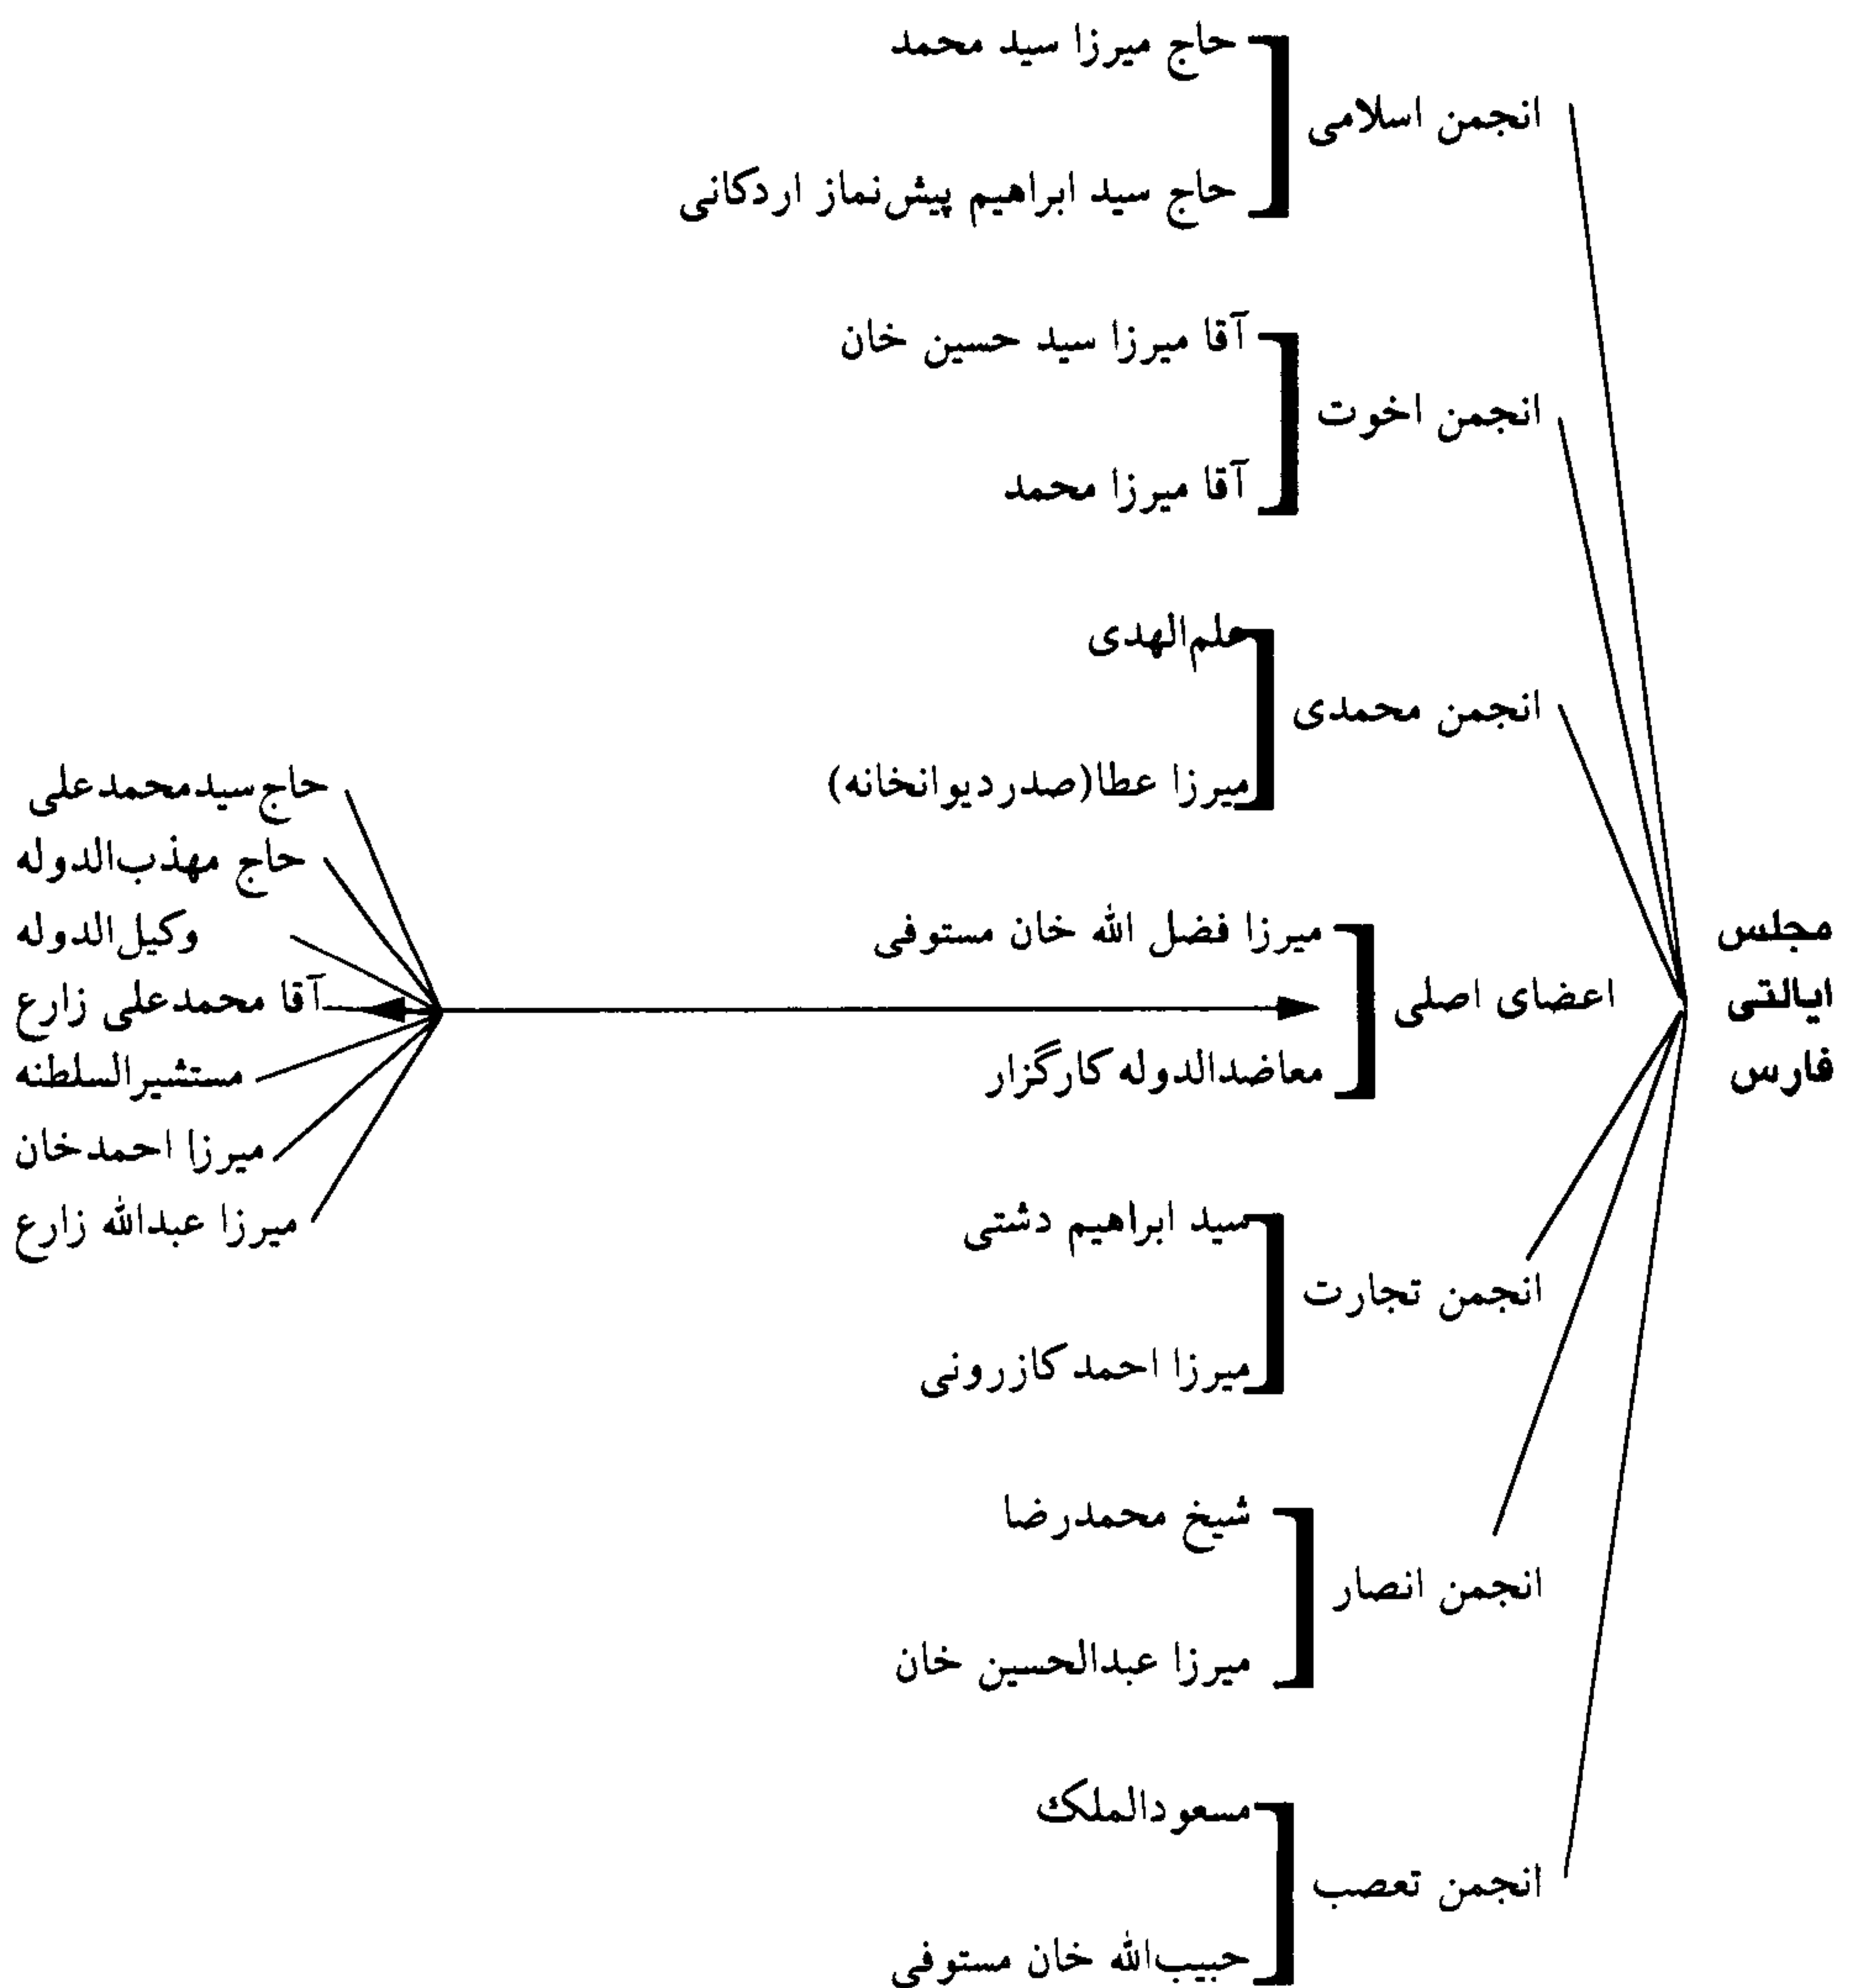 مجلس
ایالتی
فارس
انجمن اسلامی
حاج میرزا سید محمد
حاج سید ابراهیم پیش‌نماز اردکانی
انجمن اخوت
آقا میرزا سید حسین خان
آقا میرزا محمد
انجمن محمدی
علم‌الهدی
میرزا عطا(صدردیوانخانه)
اعضای اصلی
میرزا فضل الله خان مستوفی
معاضدالدوله کارگزار
حاج سیدمحمدعلی
حاج مهذب‌الدوله
وکیل‌الدوله
آقا محمدعلی زارع
مستشیرالسلطنه
میرزا احمدخان
میرزا عبدالله زارع
انجمن تجارت
سید ابراهیم دشتی
میرزا احمد کازرونی
انجمن انصار
شیخ محمدرضا
میرزا عبدالحسین خان
انجمن تعصب
مسعودالملک
حبیب‌الله خان مستوفی